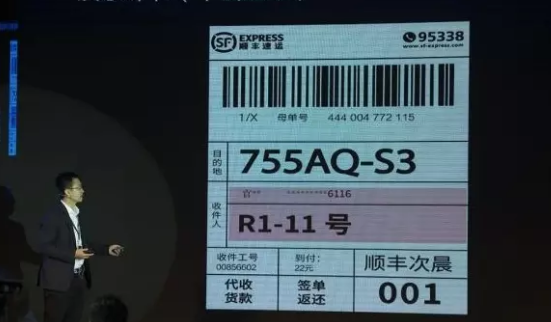 SF EXPRESS
顺丰速运
95338
www.sf-express.com
1/X 母单号 444 004 772 115
目的地
755AQ-S3
收件人
官** **********6116
R1-11 号
收件工号
00856602
到付:
22元
顺丰次晨
代收
货款
签单
返还
001